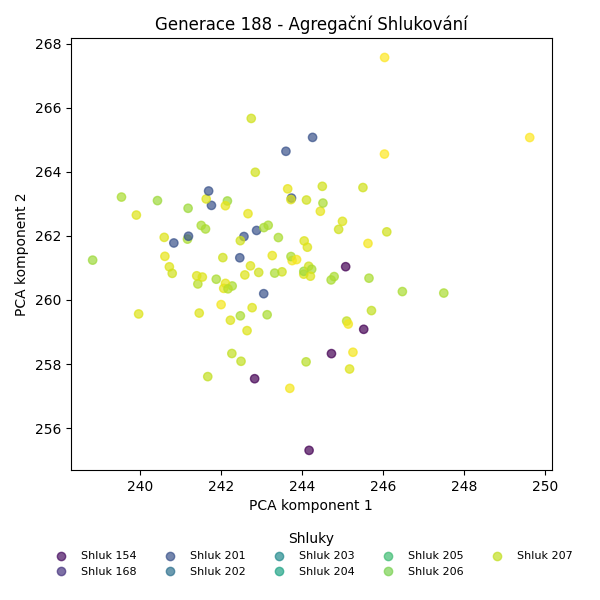 Generace 188 - Agregační Shlukování
268
266
264
262
260
258
256
PCA komponent 2
240 242 244 246 248 250
PCA komponent 1
Shluky
Shluk 154 Shluk 201 Shluk 203 Shluk 205 Shluk 207
Shluk 168 Shluk 202 Shluk 204 Shluk 206